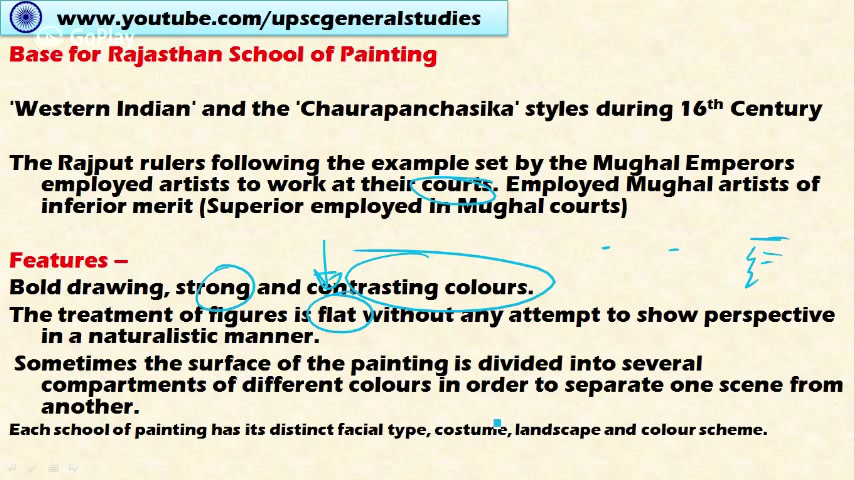 www.youtube.com/upscgeneralstudies
GoPlay
Base for Rajasthan School of Painting
'Western Indian' and the 'Chaurapanchasika' styles during 16th Century
The Rajput rulers following the example set by the Mughal Emperors
employed artists to work at their courts. Employed Mughal artists of
inferior merit (Superior employed in Mughal courts)
Features –
Bold drawing, strong and contrasting colours.
The treatment of figures is flat without any attempt to show perspective
in a naturalistic manner.
Sometimes the surface of the painting is divided into several
compartments of different colours in order to separate one scene from
another.
Each school of painting has its distinct facial type, costume, landscape and colour scheme.